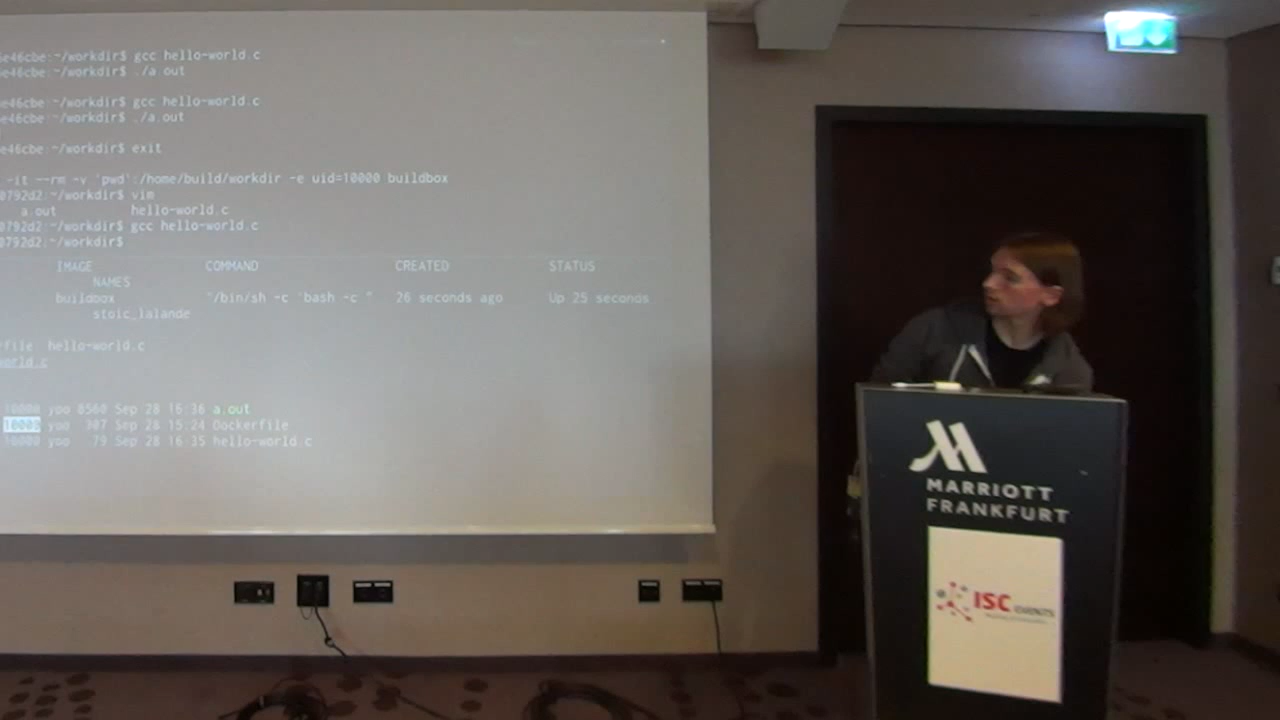 6e46cbe:~/workdir$ gcc hello-world.c
e46cbe:~/workdir$ ./a.out
e46cbe:~/workdir$ gcc hello-world.c
e46cbe:~/workdir$ ./a.out
e46cbe:~/workdir$ exit
-it --rm -v `pwd`:/home/build/workdir -e uid=10000 buildbox
0792d2:~/workdir$ vim
a.out hello-world.c
0792d2:~/workdir$ gcc hello-world.c
0792d2:~/workdir$
IMAGE COMMAND CREATED STATUS
NAMES
buildbox "/bin/sh -c 'bash -c " 26 seconds ago Up 25 seconds
stoic_lalande
rfile hello-world.c
world.c
10000 yoo 8560 Sep 28 16:36 a.out
10000 yoo 307 Sep 28 15:24 Dockerfile
10000 yoo 79 Sep 28 16:35 hello-world.c
MARRIOTT
FRANKFURT
ISC EVENTS